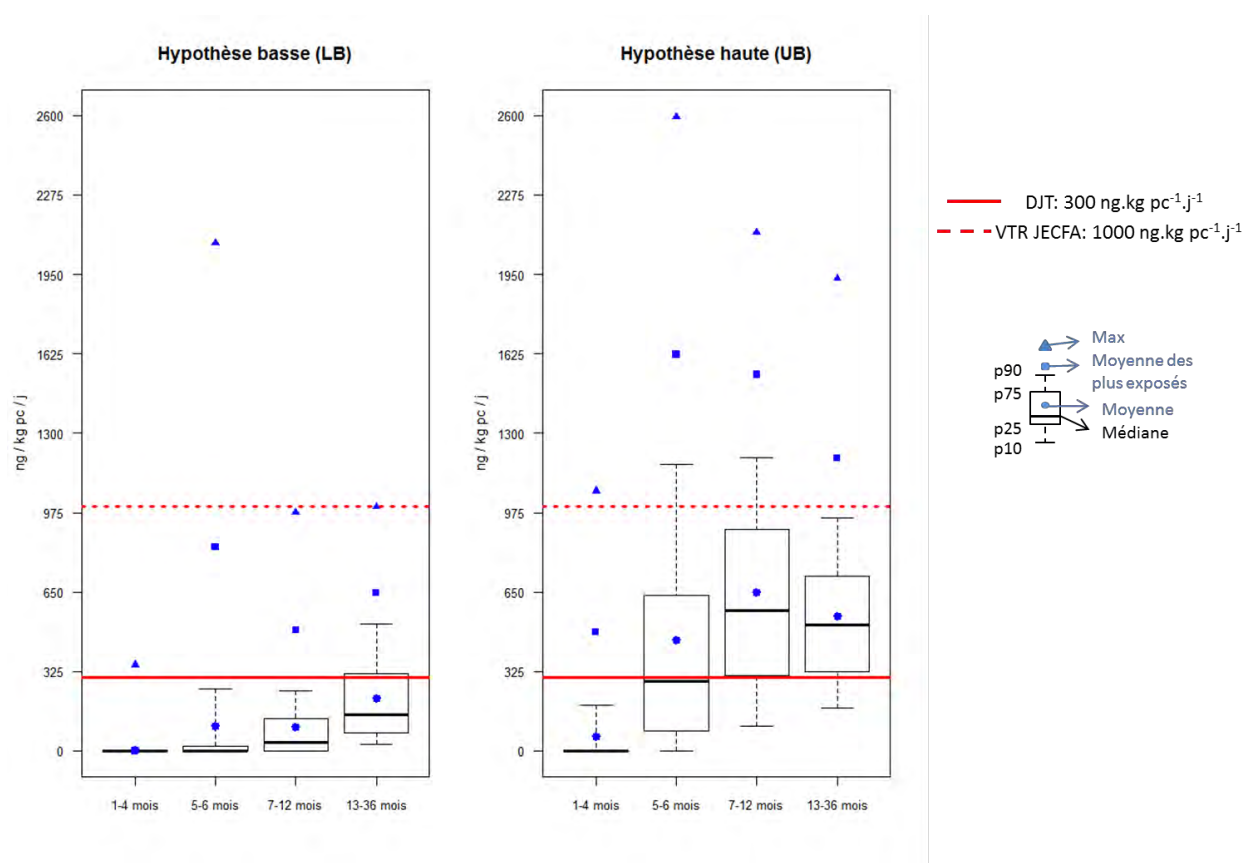 Hypothèse basse (LB)
Hypothèse haute (UB)
ng / kg pc / j
2600
2275
1950
1625
1300
975
650
325
0
1-4 mois
5-6 mois
7-12 mois
13-36 mois
ng / kg pc / j
2600
2275
1950
1625
1300
975
650
325
0
1-4 mois
5-6 mois
7-12 mois
13-36 mois
DJT: 300 ng.kg pc⁻¹.j⁻¹
VTR JECFA: 1000 ng.kg pc⁻¹.j⁻¹
Max
Moyenne des
plus exposés
Moyenne
Médiane
p90
p75
p25
p10